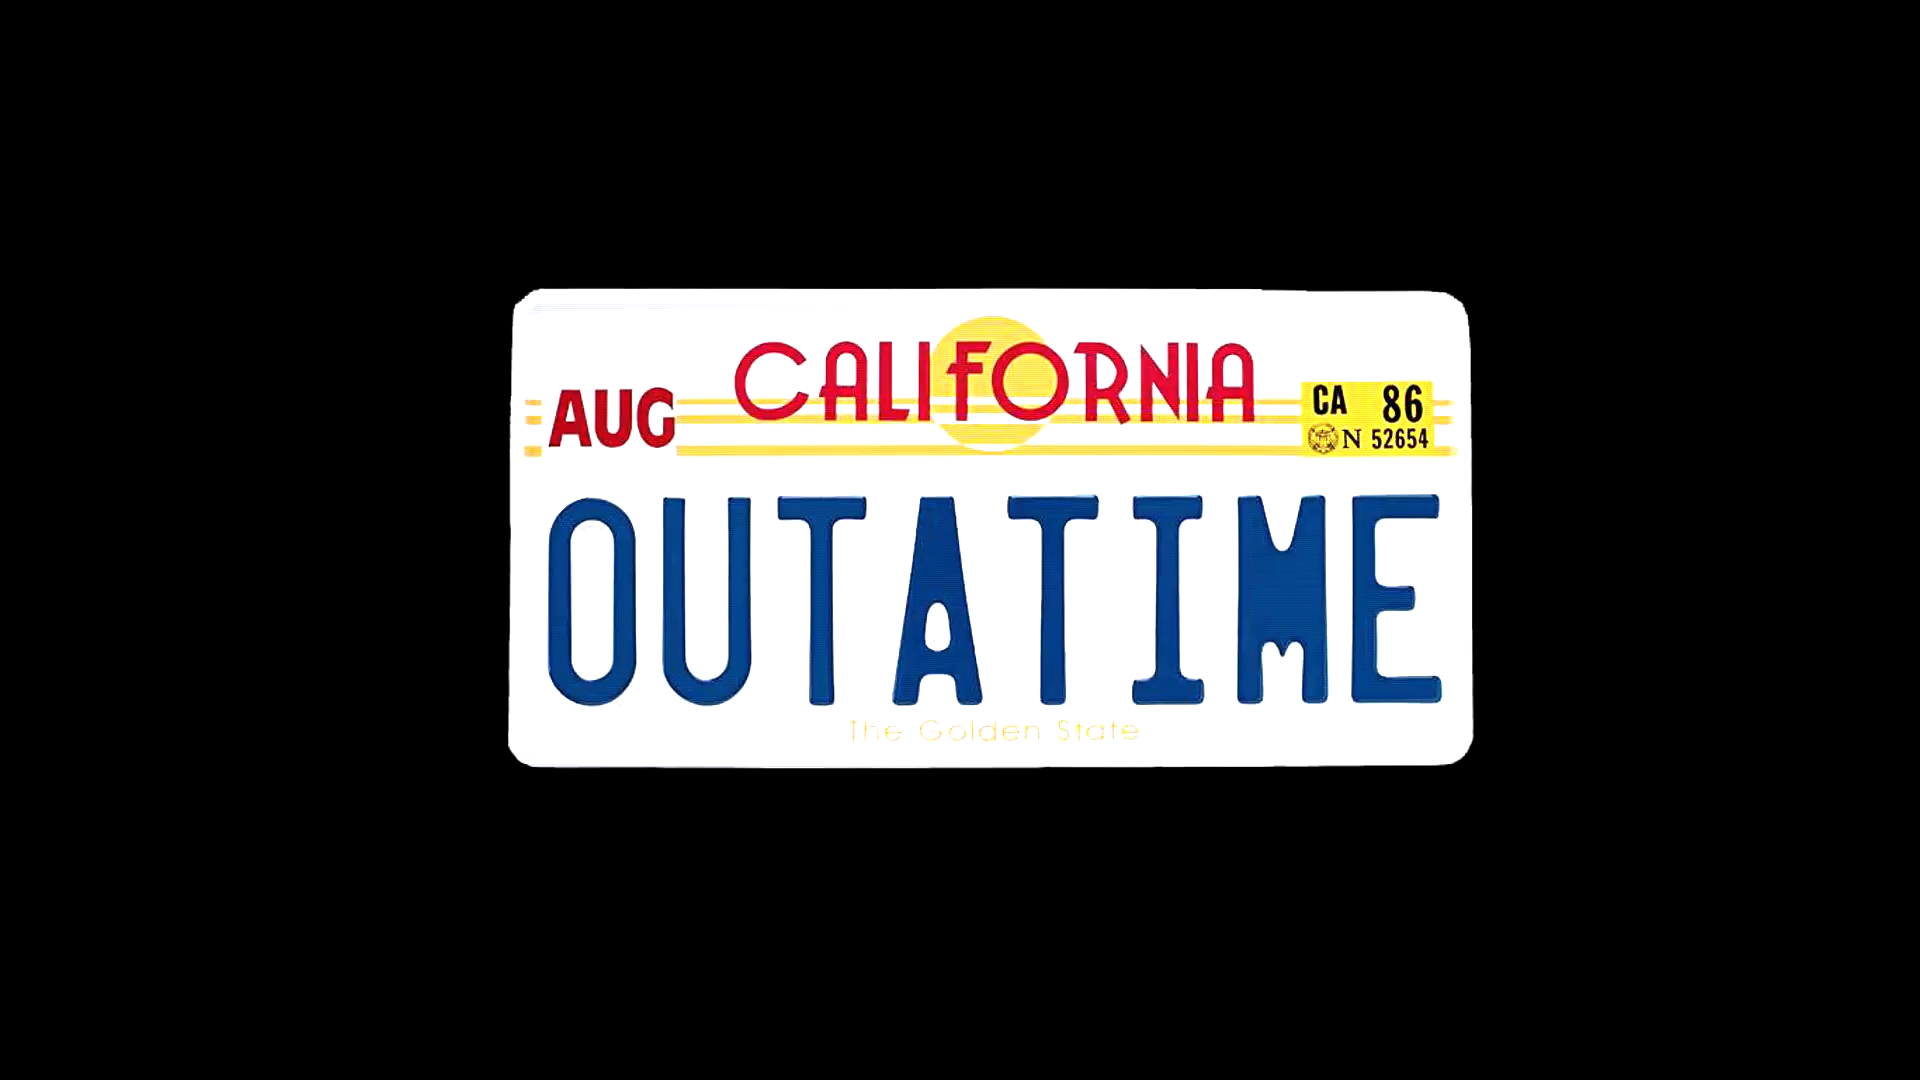 CALIFORNIA
AUG
CA 86
N 52654
OUTATIME
The Golden State